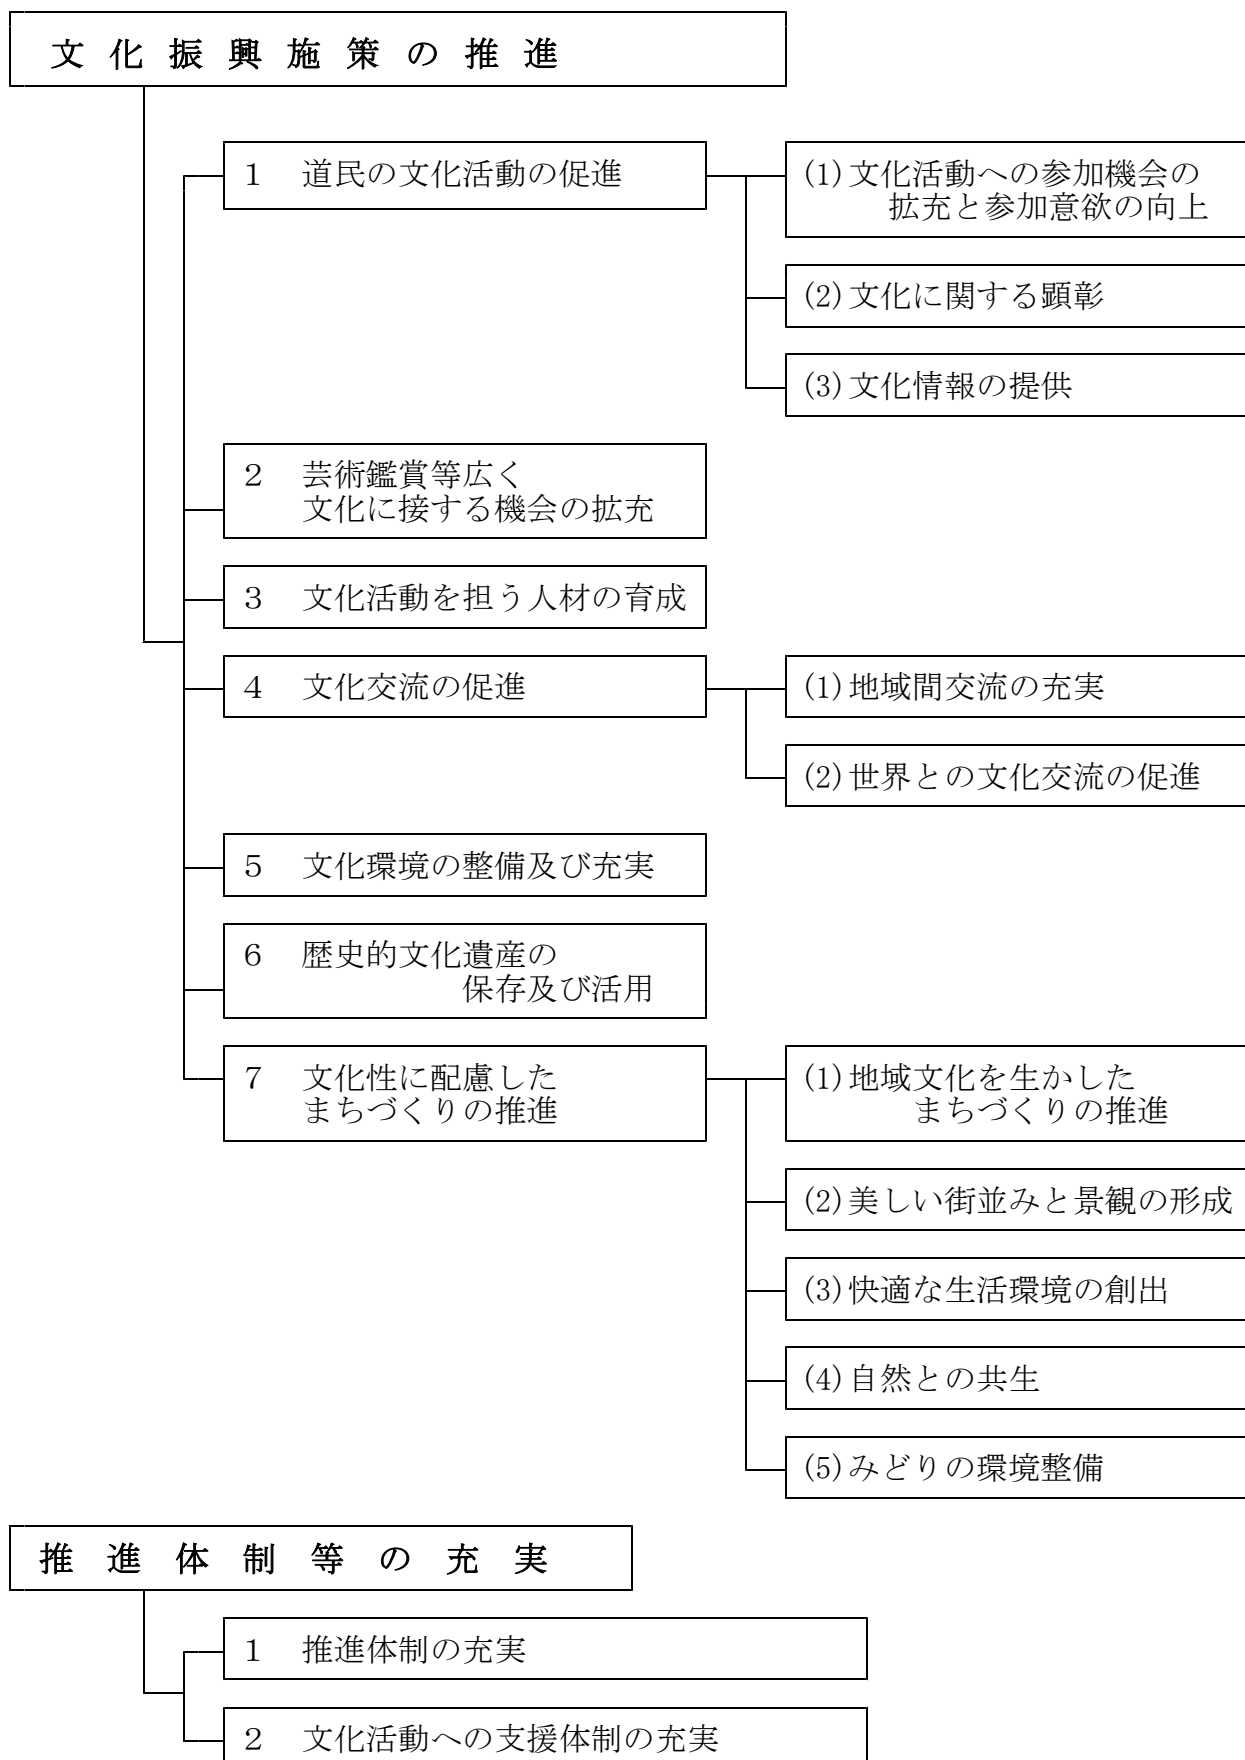 文化振興施策の推進
1 道民の文化活動の促進
(1)文化活動への参加機会の
拡充と参加意欲の向上
(2)文化に関する顕彰
(3)文化情報の提供
2 芸術鑑賞等広く
文化に接する機会の拡充
3 文化活動を担う人材の育成
4 文化交流の促進
(1)地域間交流の充実
(2)世界との文化交流の促進
5 文化環境の整備及び充実
6 歴史的文化遺産の
保存及び活用
7 文化性に配慮した
まちづくりの推進
(1)地域文化を生かした
まちづくりの推進
(2)美しい街並みと景観の形成
(3)快適な生活環境の創出
(4)自然との共生
(5)みどりの環境整備
推進体制等の充実
1 推進体制の充実
2 文化活動への支援体制の充実